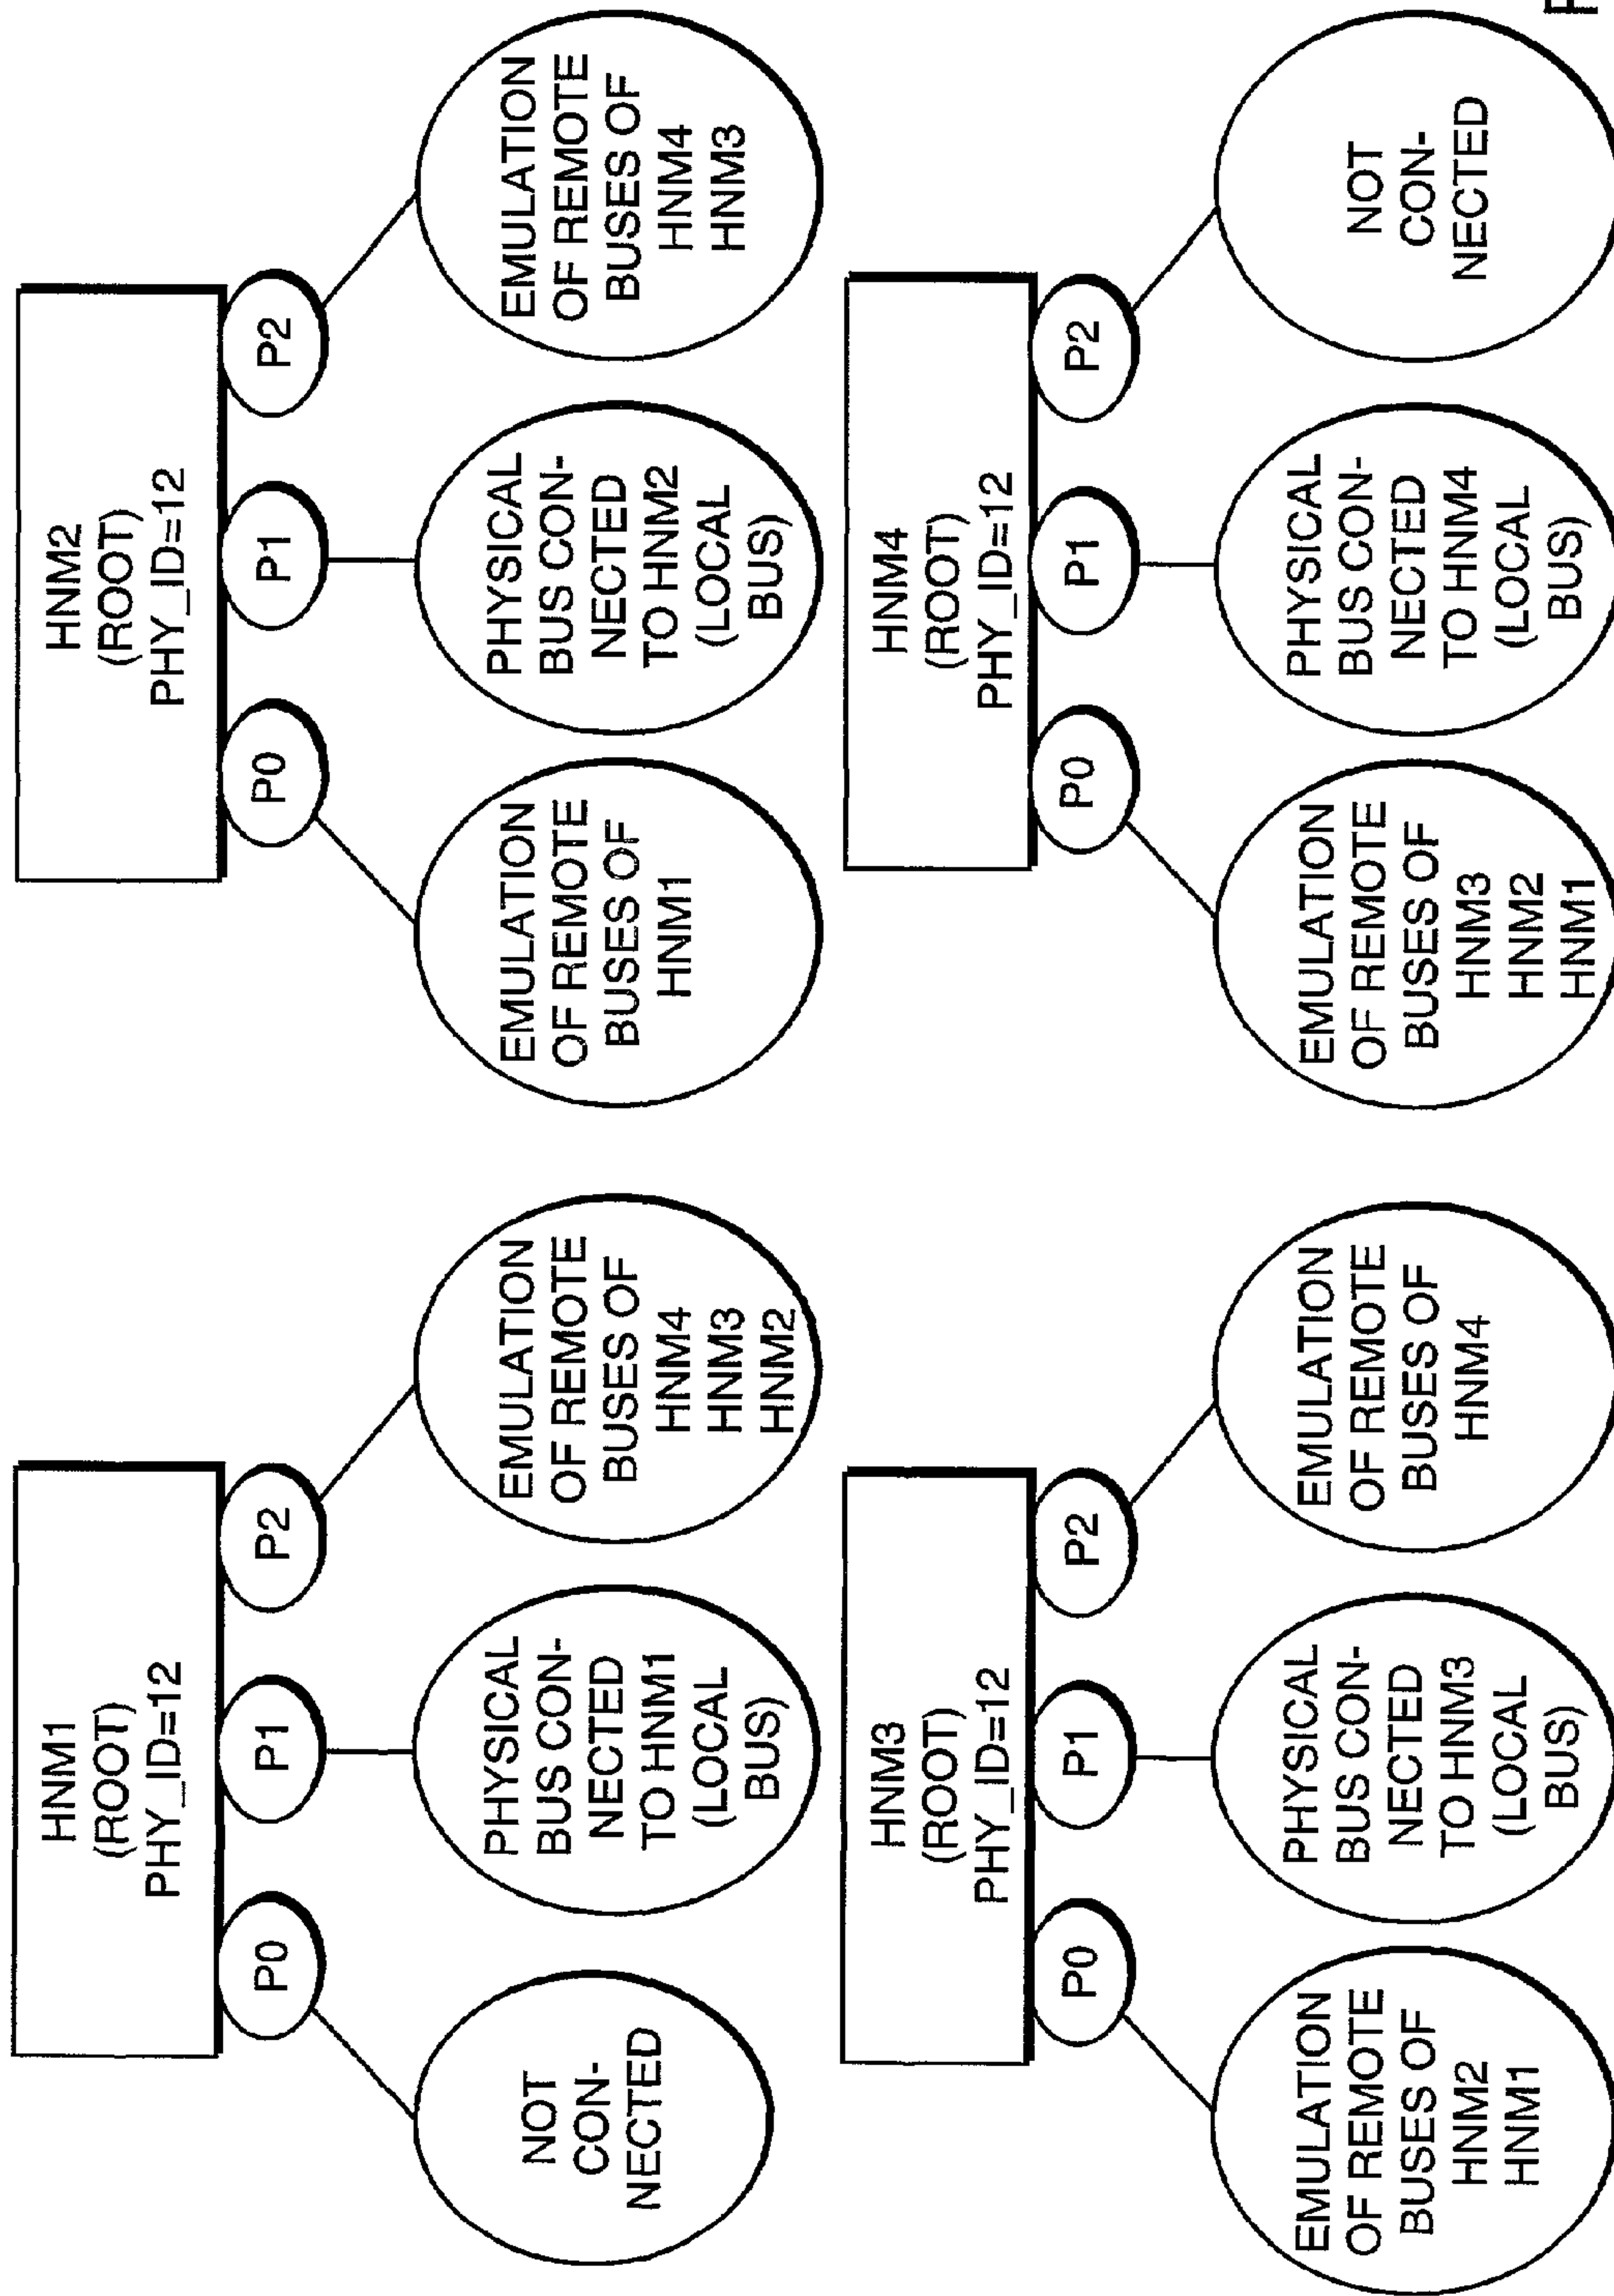 HNM1
(ROOT)
PHY_ID=12
P0
P1
P2
NOT
CON-
NECTED
PHYSICAL
BUS CON-
NECTED
TO HNM1
(LOCAL
BUS)
EMULATION
OF REMOTE
BUSES OF
HNM4
HNM3
HNM2
HNM2
(ROOT)
PHY_ID=12
P0
P1
P2
EMULATION
OF REMOTE
BUSES OF
HNM1
PHYSICAL
BUS CON-
NECTED
TO HNM2
(LOCAL
BUS)
EMULATION
OF REMOTE
BUSES OF
HNM4
HNM3
HNM3
(ROOT)
PHY_ID=12
P0
P1
P2
EMULATION
OF REMOTE
BUSES OF
HNM2
HNM1
PHYSICAL
BUS CON-
NECTED
TO HNM3
(LOCAL
BUS)
EMULATION
OF REMOTE
BUSES OF
HNM4
HNM4
(ROOT)
PHY_ID=12
P0
P1
P2
EMULATION
OF REMOTE
BUSES OF
HNM3
HNM2
HNM1
PHYSICAL
BUS CON-
NECTED
TO HNM4
(LOCAL
BUS)
NOT
CON-
NECTED